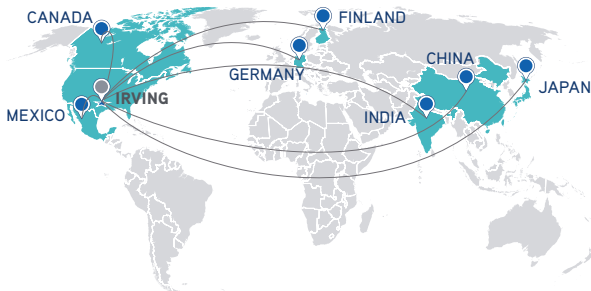 CANADA
FINLAND
GERMANY
CHINA
JAPAN
IRVING
MEXICO
INDIA